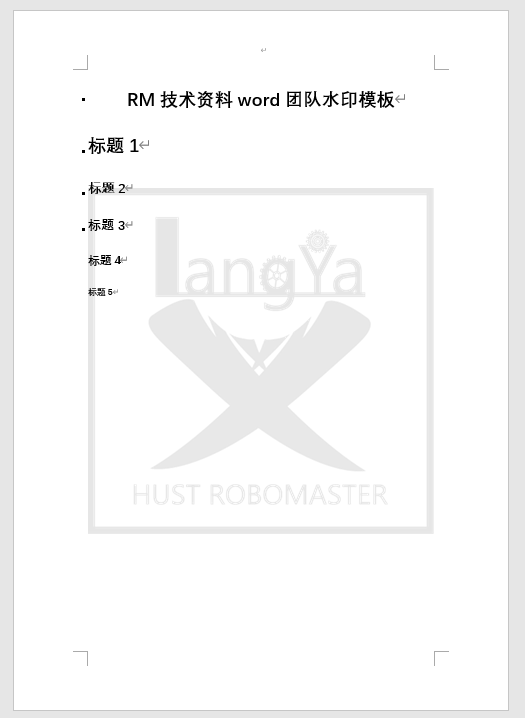 RM 技术资料 word 团队水印模板
标题 1
标题 2
标题 3
LangYa
标题 4
标题 5
HUST ROBOMASTER